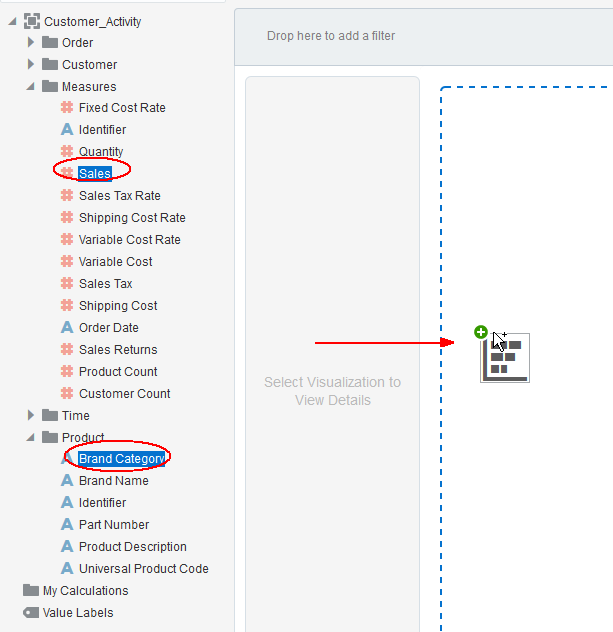 Customer_Activity
Order
Customer
Measures
Fixed Cost Rate
Identifier
Quantity
Sales
Sales Tax Rate
Shipping Cost Rate
Variable Cost Rate
Variable Cost
Sales Tax
Shipping Cost
Order Date
Sales Returns
Product Count
Customer Count
Time
Product
Brand Category
Brand Name
Identifier
Part Number
Product Description
Universal Product Code
My Calculations
Value Labels
Drop here to add a filter
Select Visualization to
View Details